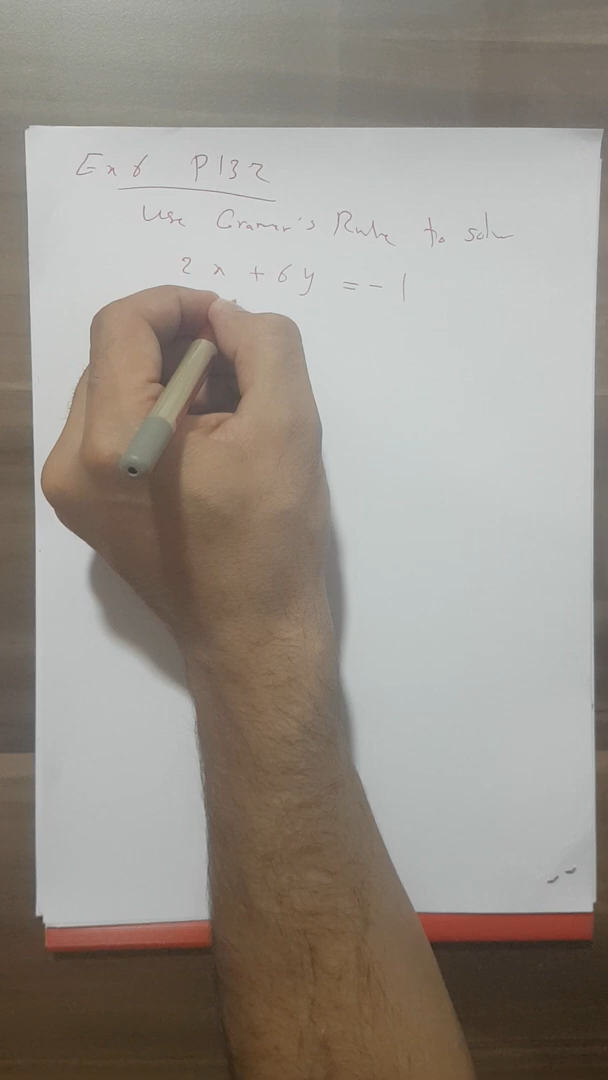 Ex 6 P132
Use Cramer's Rule to solve
2x + 6y = -1